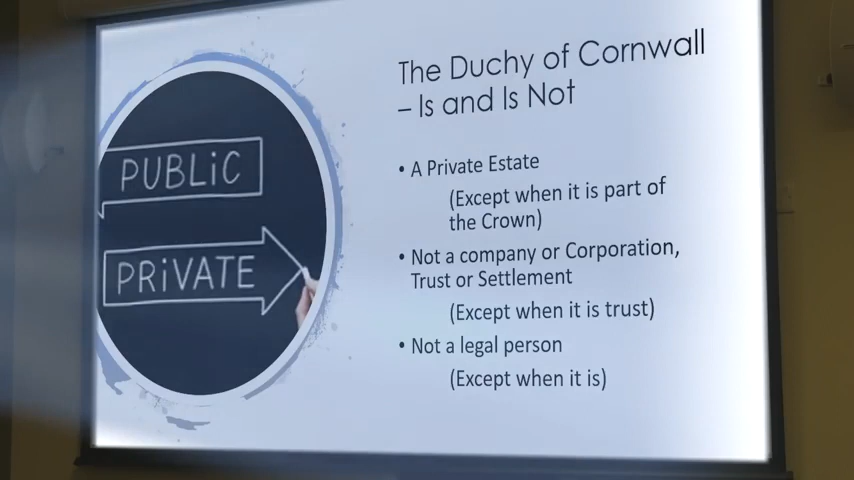 The Duchy of Cornwall
– Is and Is Not
PUBLiC
PRiVATE
• A Private Estate
(Except when it is part of
the Crown)
• Not a company or Corporation,
Trust or Settlement
(Except when it is trust)
• Not a legal person
(Except when it is)